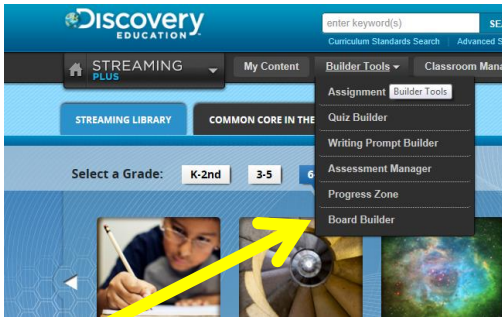 Discovery
EDUCATION
enter keyword(s)
Curriculum Standards Search
Advanced
STREAMING
PLUS
My Content
Builder Tools
Classroom
Assignment
Builder Tools
Quiz Builder
Writing Prompt Builder
Assessment Manager
Progress Zone
Board Builder
STREAMING LIBRARY
COMMON CORE IN THE
Select a Grade:
K-2nd
3-5